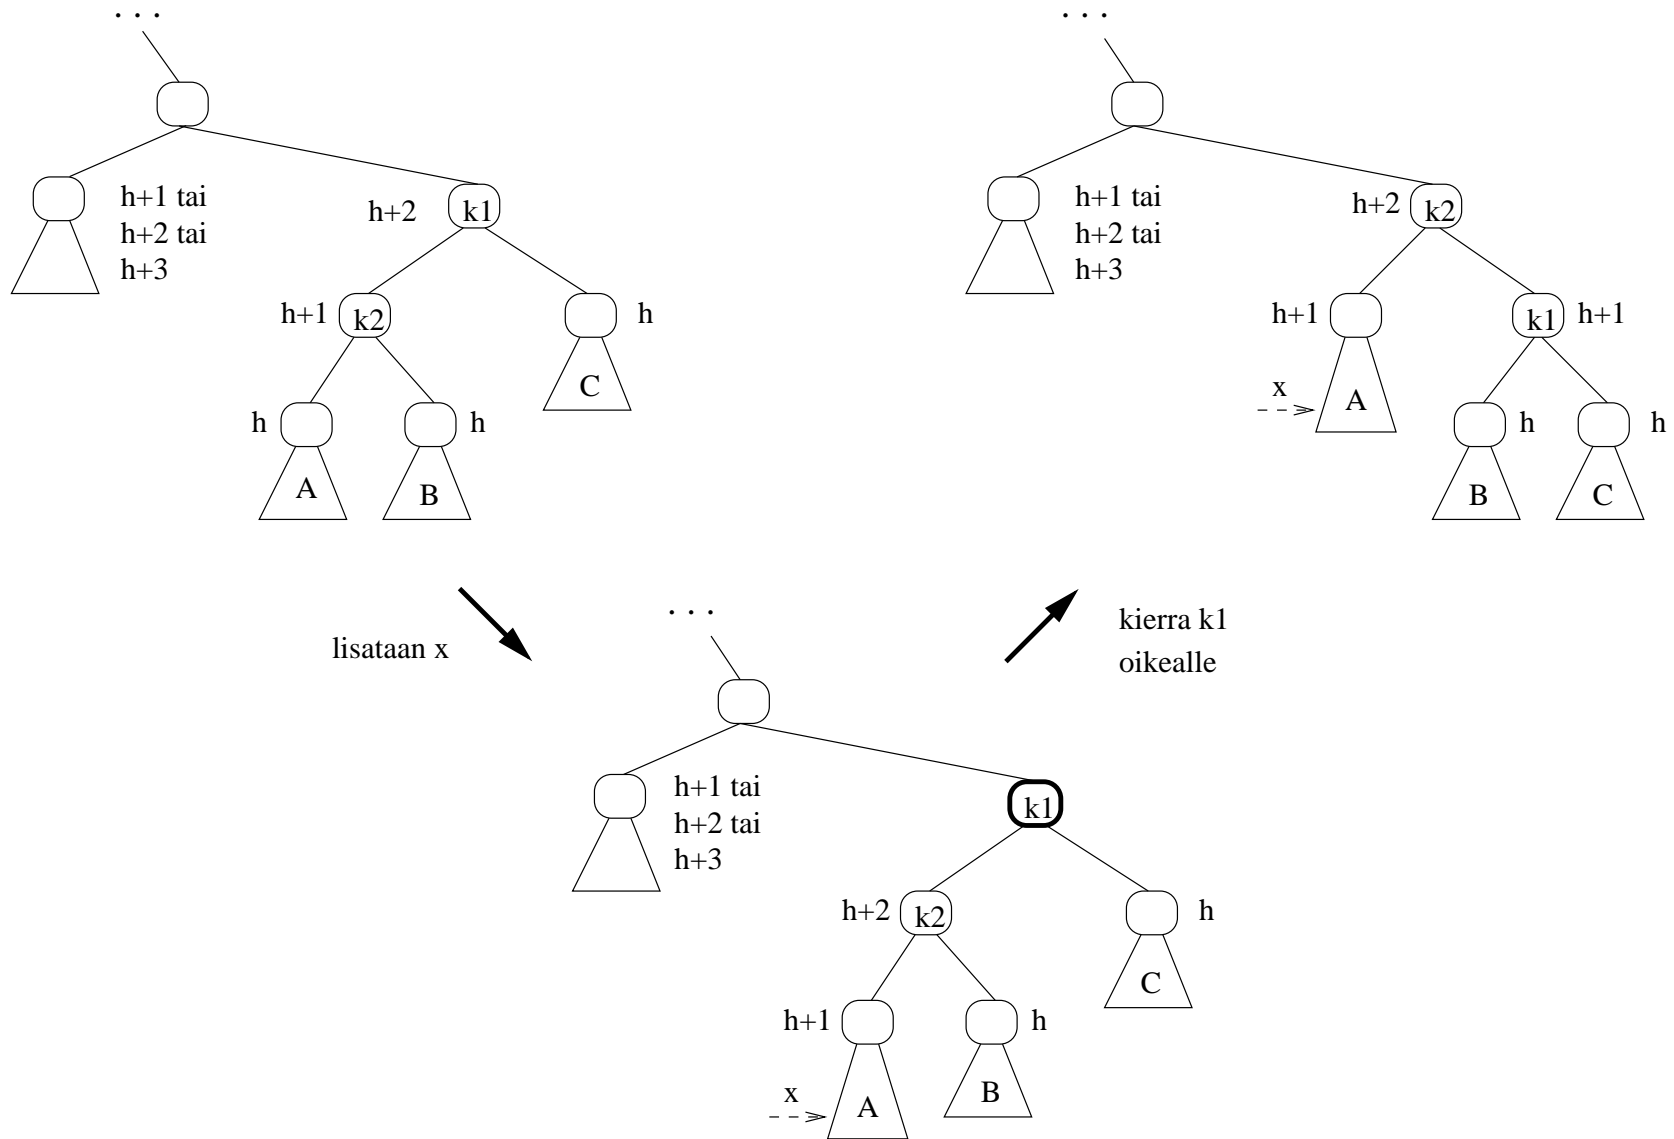 . . .
h+1 tai
h+2 tai
h+3
h+2
k1
h+1
k2
h
C
h
h
A
B
. . .
h+1 tai
h+2 tai
h+3
h+2
k2
h+1
k1
h+1
x
A
h
h
B
C
lisataan x
kierra k1
oikealle
. . .
h+1 tai
h+2 tai
h+3
k1
h+2
k2
h
C
h+1
h
x
A
B